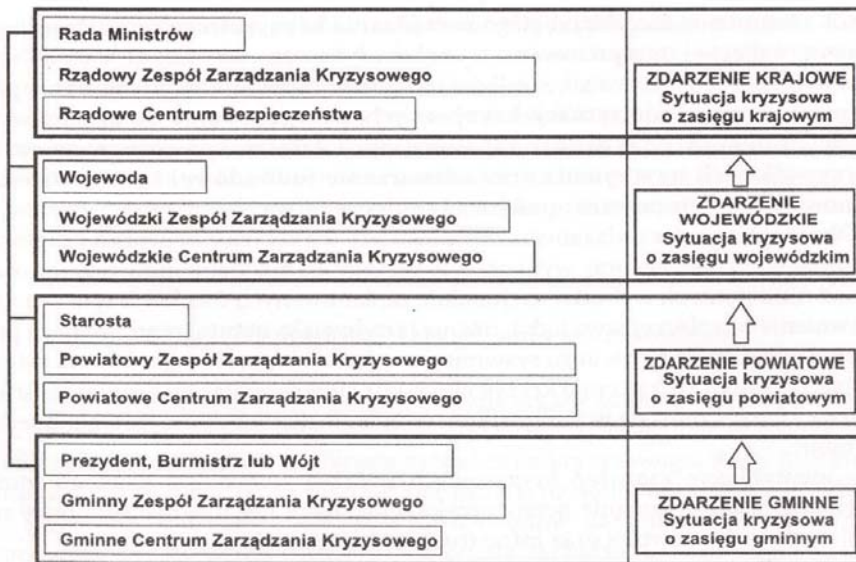 Rada Ministrów
Rządowy Zespół Zarządzania Kryzysowego
Rządowe Centrum Bezpieczeństwa
ZDARZENIE KRAJOWE
Sytuacja kryzysowa
o zasięgu krajowym
Wojewoda
Wojewódzki Zespół Zarządzania Kryzysowego
Wojewódzkie Centrum Zarządzania Kryzysowego
ZDARZENIE
WOJEWÓDZKIE
Sytuacja kryzysowa
o zasięgu wojewódzkim
Starosta
Powiatowy Zespół Zarządzania Kryzysowego
Powiatowe Centrum Zarządzania Kryzysowego
ZDARZENIE POWIATOWE
Sytuacja kryzysowa
o zasięgu powiatowym
Prezydent, Burmistrz lub Wójt
Gminny Zespół Zarządzania Kryzysowego
Gminne Centrum Zarządzania Kryzysowego
ZDARZENIE GMINNE
Sytuacja kryzysowa
o zasięgu gminnym